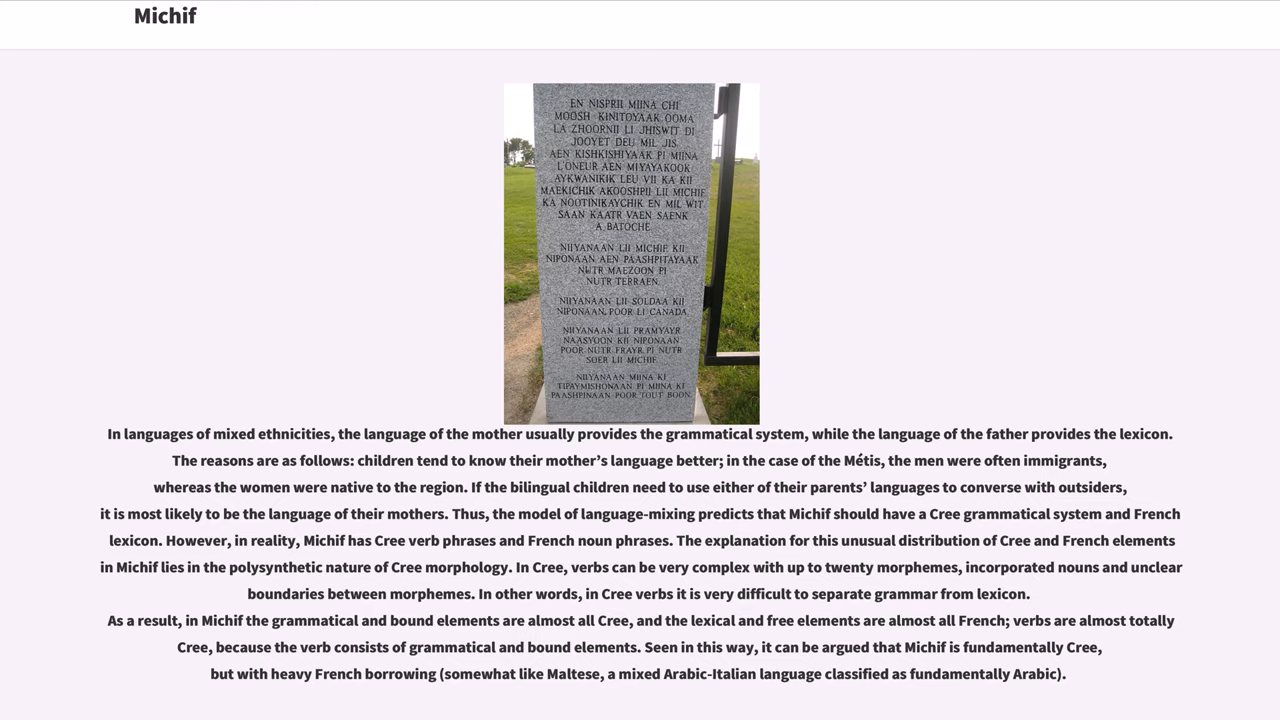 Michif
EN NISPRII MIINA CHI
MOOSH KINITOYAAK OOMA
LA ZHOORNII LI JHISWIT DI
JOOYET DEU MIL JIS
AEN KISHKISHIYAAK PI MIINA
L'ONEUR AEN MIYAYAKOOK
AYKWANIKIK LEU VII KA KII
MAEKICHIK AKOOSHPII LII MICHIF
KA NOOTINIKAYCHIK EN MIL WIT
SAAN KAATR VAEN SAENK
A BATOCHE.
NIIYANAAN LII MICHIF KII
NIPONAAN AEN PAASHPITAYAAK
NUTR MAEZOON PI
NUTR TERRAEN.
NIIYANAAN LII SOLDAA KII
NIPONAAN, POOR LI CANADA.
NIIYANAAN LII PRAMYAYR
NAASYOON KII NIPONAAN
POOR NUTR FRAYR PI NUTR
SOER LII MICHIF.
NIIYANAAN MIINA KI
TIPAYMISHONAAN PI MIINA KI
PAASHPINAAN POOR TOUT BOON.
In languages of mixed ethnicities, the language of the mother usually provides the grammatical system, while the language of the father provides the lexicon.
The reasons are as follows: children tend to know their mother’s language better; in the case of the Métis, the men were often immigrants,
whereas the women were native to the region. If the bilingual children need to use either of their parents’ languages to converse with outsiders,
it is most likely to be the language of their mothers. Thus, the model of language-mixing predicts that Michif should have a Cree grammatical system and French
lexicon. However, in reality, Michif has Cree verb phrases and French noun phrases. The explanation for this unusual distribution of Cree and French elements
in Michif lies in the polysynthetic nature of Cree morphology. In Cree, verbs can be very complex with up to twenty morphemes, incorporated nouns and unclear
boundaries between morphemes. In other words, in Cree verbs it is very difficult to separate grammar from lexicon.
As a result, in Michif the grammatical and bound elements are almost all Cree, and the lexical and free elements are almost all French; verbs are almost totally
Cree, because the verb consists of grammatical and bound elements. Seen in this way, it can be argued that Michif is fundamentally Cree,
but with heavy French borrowing (somewhat like Maltese, a mixed Arabic-Italian language classified as fundamentally Arabic).